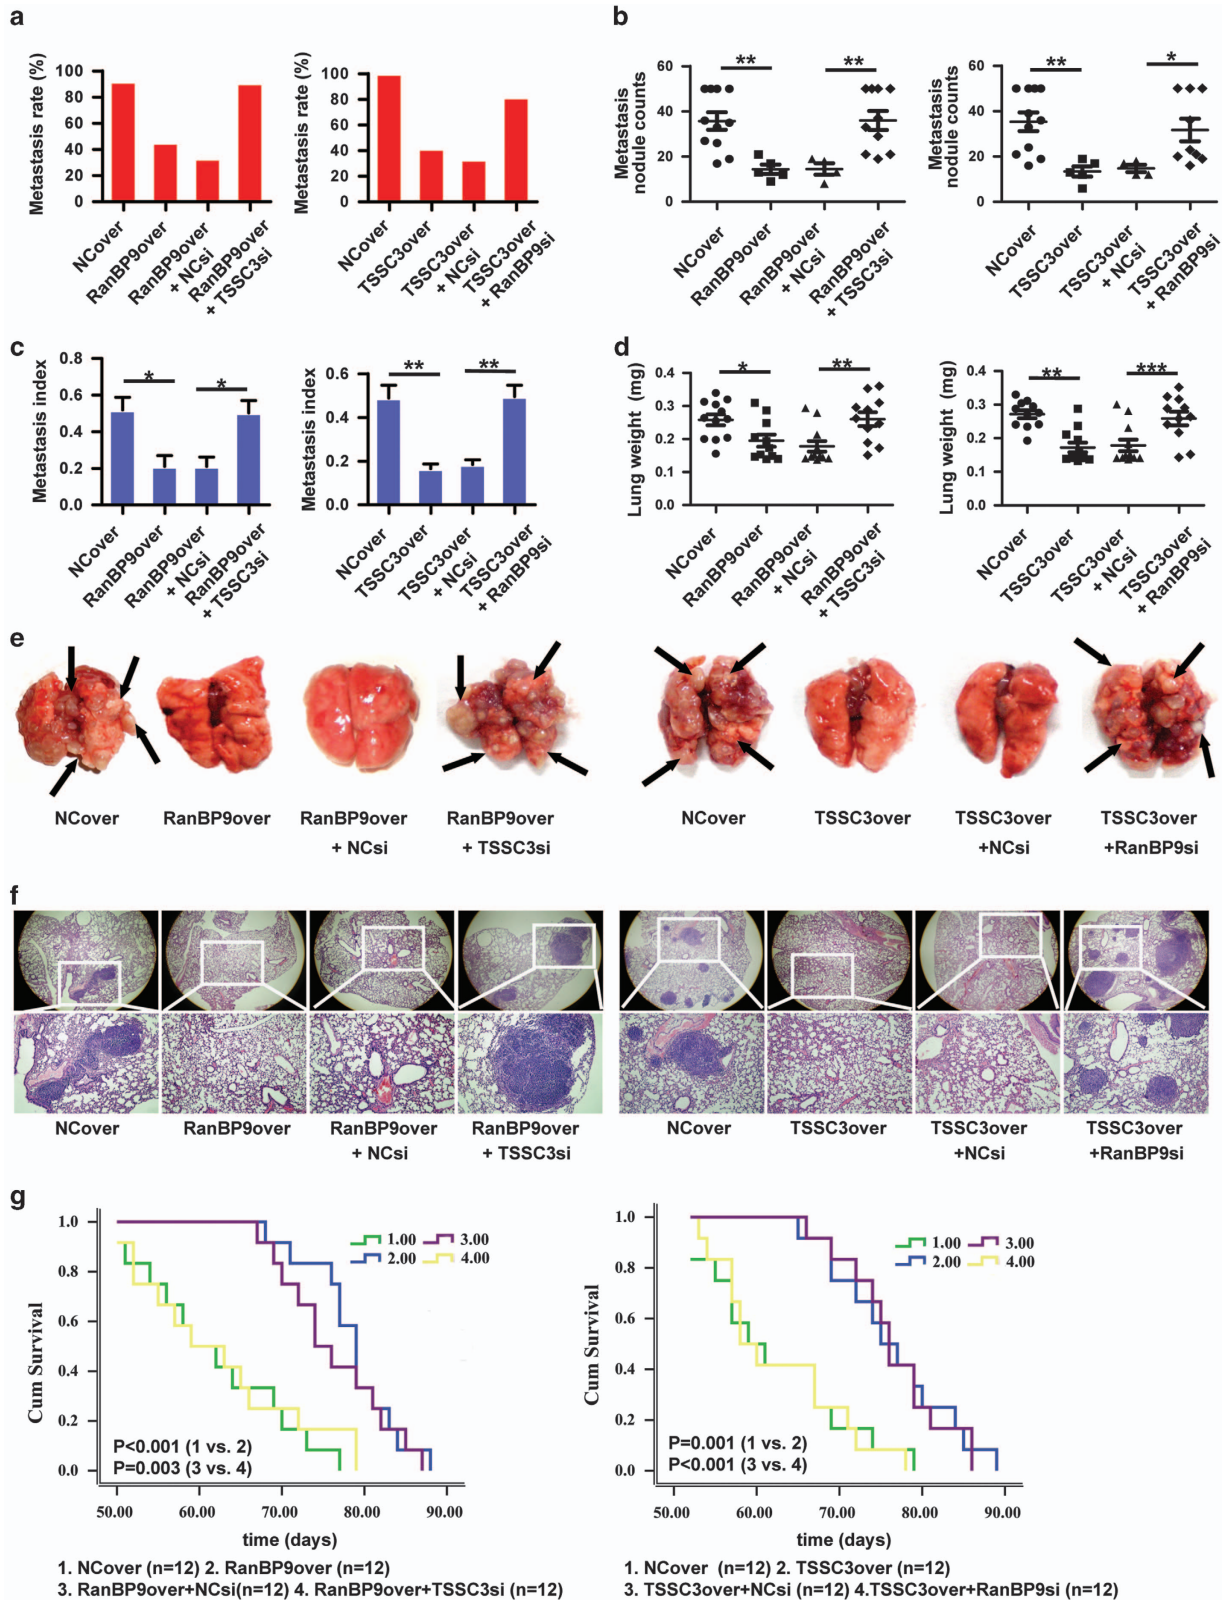 a
Metastasis rate (%)
100
80
60
40
20
0
NCover
RanBP9over
RanBP9over
+ NCsi
RanBP9over
+ TSSC3si
Metastasis rate (%)
100
80
60
40
20
0
NCover
TSSC3over
TSSC3over
+ NCsi
TSSC3over
+ RanBP9si
b
Metastasis
nodule counts
60
40
20
0
**
**
NCover
RanBP9over
RanBP9over
+ NCsi
RanBP9over
+ TSSC3si
Metastasis
nodule counts
60
40
20
0
**
*
NCover
TSSC3over
TSSC3over
+ NCsi
TSSC3over
+ RanBP9si
c
Metastasis index
0.8
0.6
0.4
0.2
0.0
*
*
NCover
RanBP9over
RanBP9over
+ NCsi
RanBP9over
+ TSSC3si
Metastasis index
0.6
0.4
0.2
0.0
**
**
NCover
TSSC3over
TSSC3over
+ NCsi
TSSC3over
+ RanBP9si
d
Lung weight (mg)
0.4
0.3
0.2
0.1
0.0
*
**
NCover
RanBP9over
RanBP9over
+ NCsi
RanBP9over
+ TSSC3si
Lung weight (mg)
0.4
0.3
0.2
0.1
0.0
**
***
NCover
TSSC3over
TSSC3over
+ NCsi
TSSC3over
+ RanBP9si
e
NCover
RanBP9over
RanBP9over
+ NCsi
RanBP9over
+ TSSC3si
NCover
TSSC3over
TSSC3over
+NCsi
TSSC3over
+RanBP9si
f
NCover
RanBP9over
RanBP9over
+ NCsi
RanBP9over
+ TSSC3si
NCover
TSSC3over
TSSC3over
+NCsi
TSSC3over
+RanBP9si
g
Cum Survival
1.0
0.8
0.6
0.4
0.2
0.0
1.00 3.00
2.00 4.00
P<0.001 (1 vs. 2)
P=0.003 (3 vs. 4)
50.00 60.00 70.00 80.00 90.00
time (days)
1. NCover (n=12) 2. RanBP9over (n=12)
3. RanBP9over+NCsi(n=12) 4. RanBP9over+TSSC3si (n=12)
Cum Survival
1.0
0.8
0.6
0.4
0.2
0.0
1.00 3.00
2.00 4.00
P=0.001 (1 vs. 2)
P<0.001 (3 vs. 4)
50.00 60.00 70.00 80.00 90.00
time (days)
1. NCover (n=12) 2. TSSC3over (n=12)
3. TSSC3over+NCsi (n=12) 4.TSSC3over+RanBP9si (n=12)